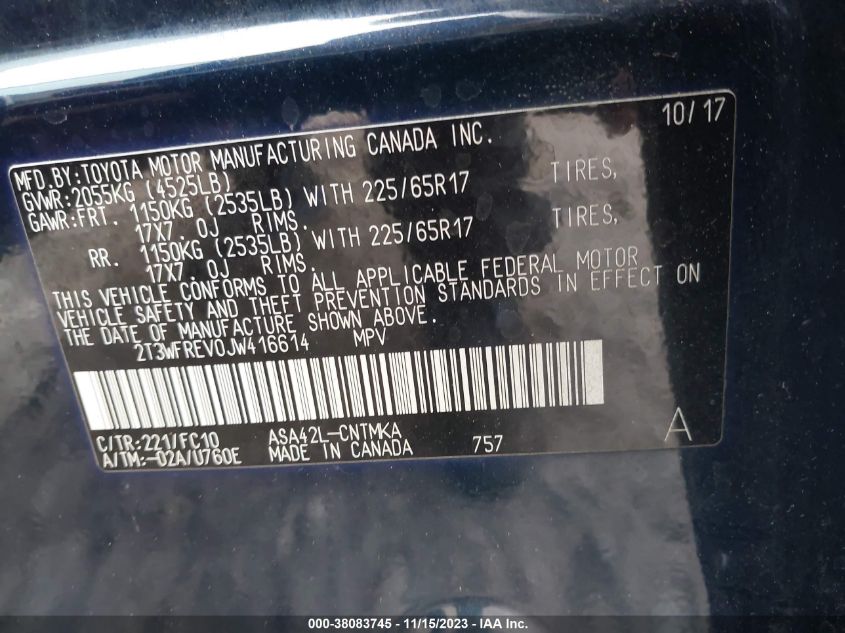 10/17
MFD.BY:TOYOTA MOTOR MANUFACTURING CANADA INC.
GVWR:2055KG (4525LB)
GAWR:FRT. 1150KG (2535LB) WITH 225/65R17 TIRES,
17X7.0J RIMS.
RR. 1150KG (2535LB) WITH 225/65R17 TIRES,
17X7.0J RIMS.
THIS VEHICLE CONFORMS TO ALL APPLICABLE FEDERAL MOTOR
VEHICLE SAFETY AND THEFT PREVENTION STANDARDS IN EFFECT ON
THE DATE OF MANUFACTURE SHOWN ABOVE.
2T3WFREV0JW416614 MPV
C/TR:221/FC10 ASA42L-CNTMKA
A/TM:-02A/U760E MADE IN CANADA 757 A
000-38083745 - 11/15/2023 - IAA Inc.